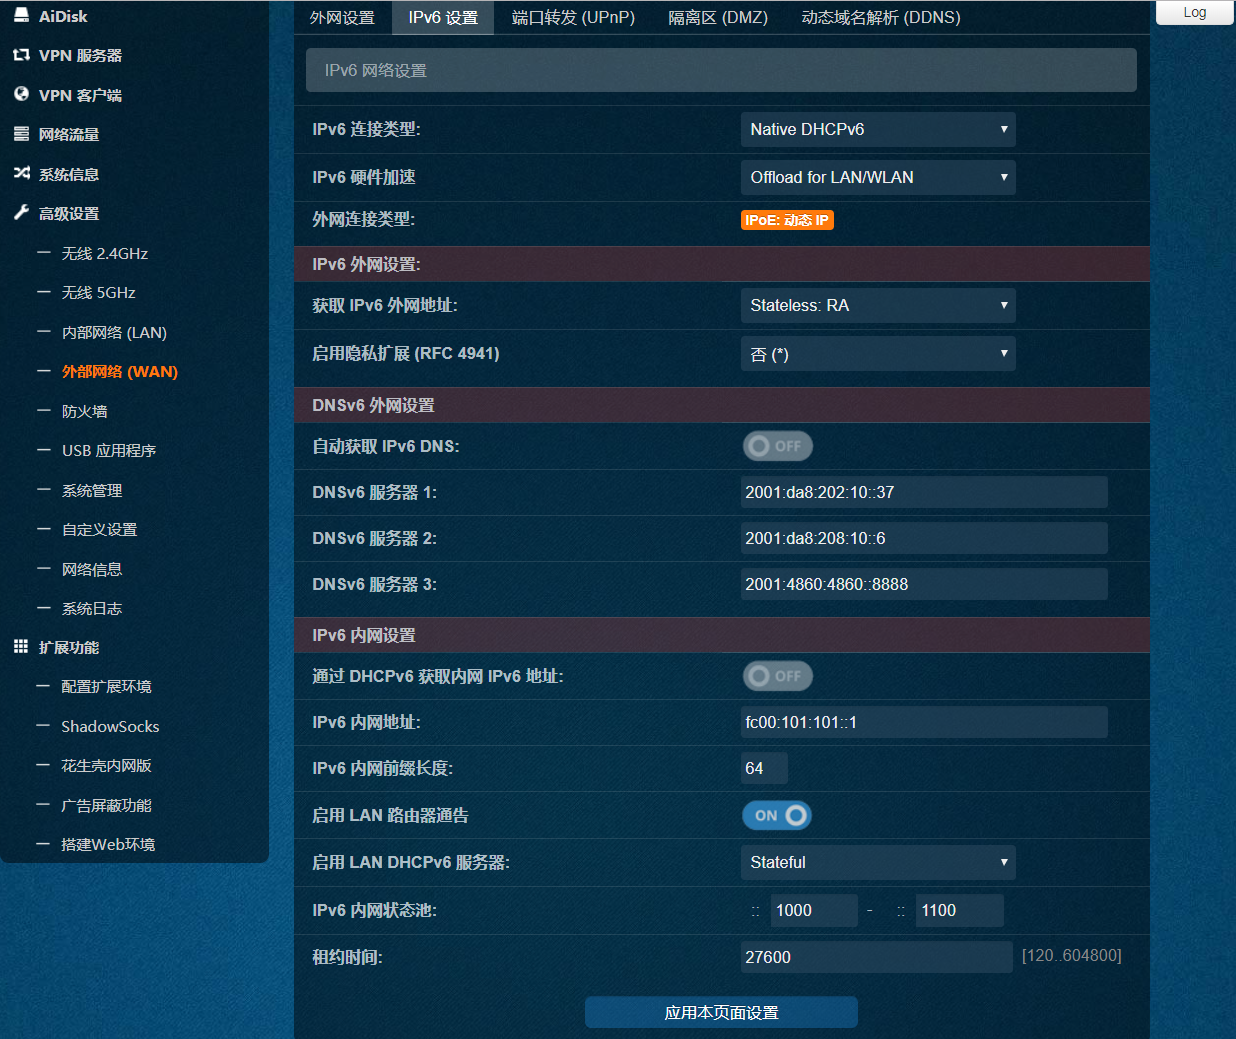 AiDisk
VPN 服务器
VPN 客户端
网络流量
系统信息
高级设置
无线 2.4GHz
无线 5GHz
内部网络 (LAN)
外部网络 (WAN)
防火墙
USB 应用程序
系统管理
自定义设置
网络信息
系统日志
扩展功能
配置扩展环境
ShadowSocks
花生壳内网版
广告屏蔽功能
搭建Web环境
外网设置 IPv6 设置 端口转发 (UPnP) 隔离区 (DMZ) 动态域名解析 (DDNS)
Log
IPv6 网络设置
IPv6 连接类型: Native DHCPv6
IPv6 硬件加速 Offload for LAN/WLAN
外网连接类型: IPoE: 动态 IP
IPv6 外网设置:
获取 IPv6 外网地址: Stateless: RA
启用隐私扩展 (RFC 4941) 否 (*)
DNSv6 外网设置
自动获取 IPv6 DNS: OFF
DNSv6 服务器 1: 2001:da8:202:10::37
DNSv6 服务器 2: 2001:da8:208:10::6
DNSv6 服务器 3: 2001:4860:4860::8888
IPv6 内网设置
通过 DHCPv6 获取内网 IPv6 地址: OFF
IPv6 内网地址: fc00:101:101::1
IPv6 内网前缀长度: 64
启用 LAN 路由器通告 ON
启用 LAN DHCPv6 服务器: Stateful
IPv6 内网状态池: :: 1000 - :: 1100
租约时间: 27600 [120..604800]
应用本页面设置